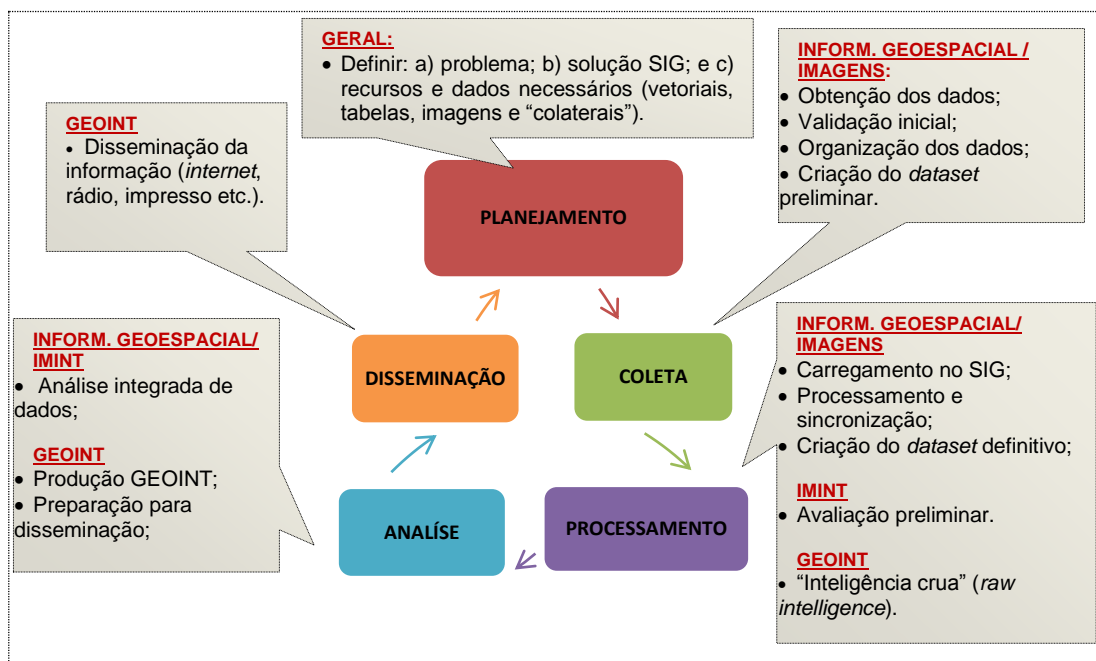 GERAL:
• Definir: a) problema; b) solução SIG; e c)
recursos e dados necessários (vetoriais,
tabelas, imagens e “colaterais”).
INFORM. GEOESPACIAL /
IMAGENS:
• Obtenção dos dados;
• Validação inicial;
• Organização dos dados;
• Criação do dataset
preliminar.
GEOINT
• Disseminação da
informação (internet,
rádio, impresso etc.).
PLANEJAMENTO
DISSEMINAÇÃO
COLETA
ANALÍSE
PROCESSAMENTO
INFORM. GEOESPACIAL/
IMINT
• Análise integrada de
dados;
GEOINT
• Produção GEOINT;
• Preparação para
disseminação;
INFORM. GEOESPACIAL/
IMAGENS
• Carregamento no SIG;
• Processamento e
sincronização;
• Criação do dataset definitivo;
IMINT
• Avaliação preliminar.
GEOINT
• “Inteligência crua” (raw
intelligence).